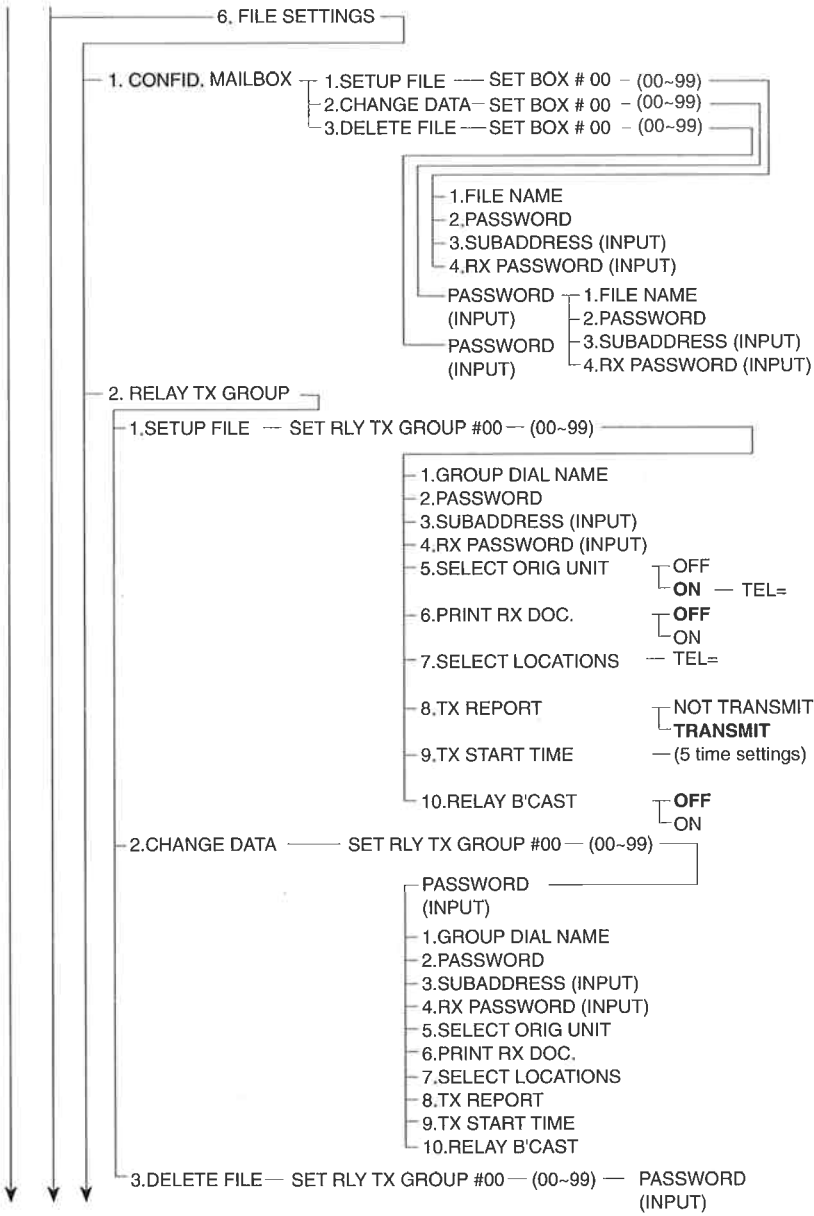 6. FILE SETTINGS
1. CONFID. MAILBOX
1.SETUP FILE — SET BOX # 00 – (00~99)
2.CHANGE DATA – SET BOX # 00 – (00~99)
3.DELETE FILE — SET BOX # 00 – (00~99)
1.FILE NAME
2.PASSWORD
3.SUBADDRESS (INPUT)
4.RX PASSWORD (INPUT)
PASSWORD
(INPUT)
1.FILE NAME
2.PASSWORD
3.SUBADDRESS (INPUT)
4.RX PASSWORD (INPUT)
PASSWORD
(INPUT)
2. RELAY TX GROUP
1.SETUP FILE — SET RLY TX GROUP #00 — (00~99)
1.GROUP DIAL NAME
2.PASSWORD
3.SUBADDRESS (INPUT)
4.RX PASSWORD (INPUT)
5.SELECT ORIG UNIT
OFF
ON — TEL=
6.PRINT RX DOC.
OFF
ON
7.SELECT LOCATIONS — TEL=
8.TX REPORT
NOT TRANSMIT
TRANSMIT
9.TX START TIME — (5 time settings)
10.RELAY B'CAST
OFF
ON
2.CHANGE DATA — SET RLY TX GROUP #00 — (00~99)
PASSWORD
(INPUT)
1.GROUP DIAL NAME
2.PASSWORD
3.SUBADDRESS (INPUT)
4.RX PASSWORD (INPUT)
5.SELECT ORIG UNIT
6.PRINT RX DOC.
7.SELECT LOCATIONS
8.TX REPORT
9.TX START TIME
10.RELAY B'CAST
3.DELETE FILE — SET RLY TX GROUP #00 — (00~99) — PASSWORD
(INPUT)